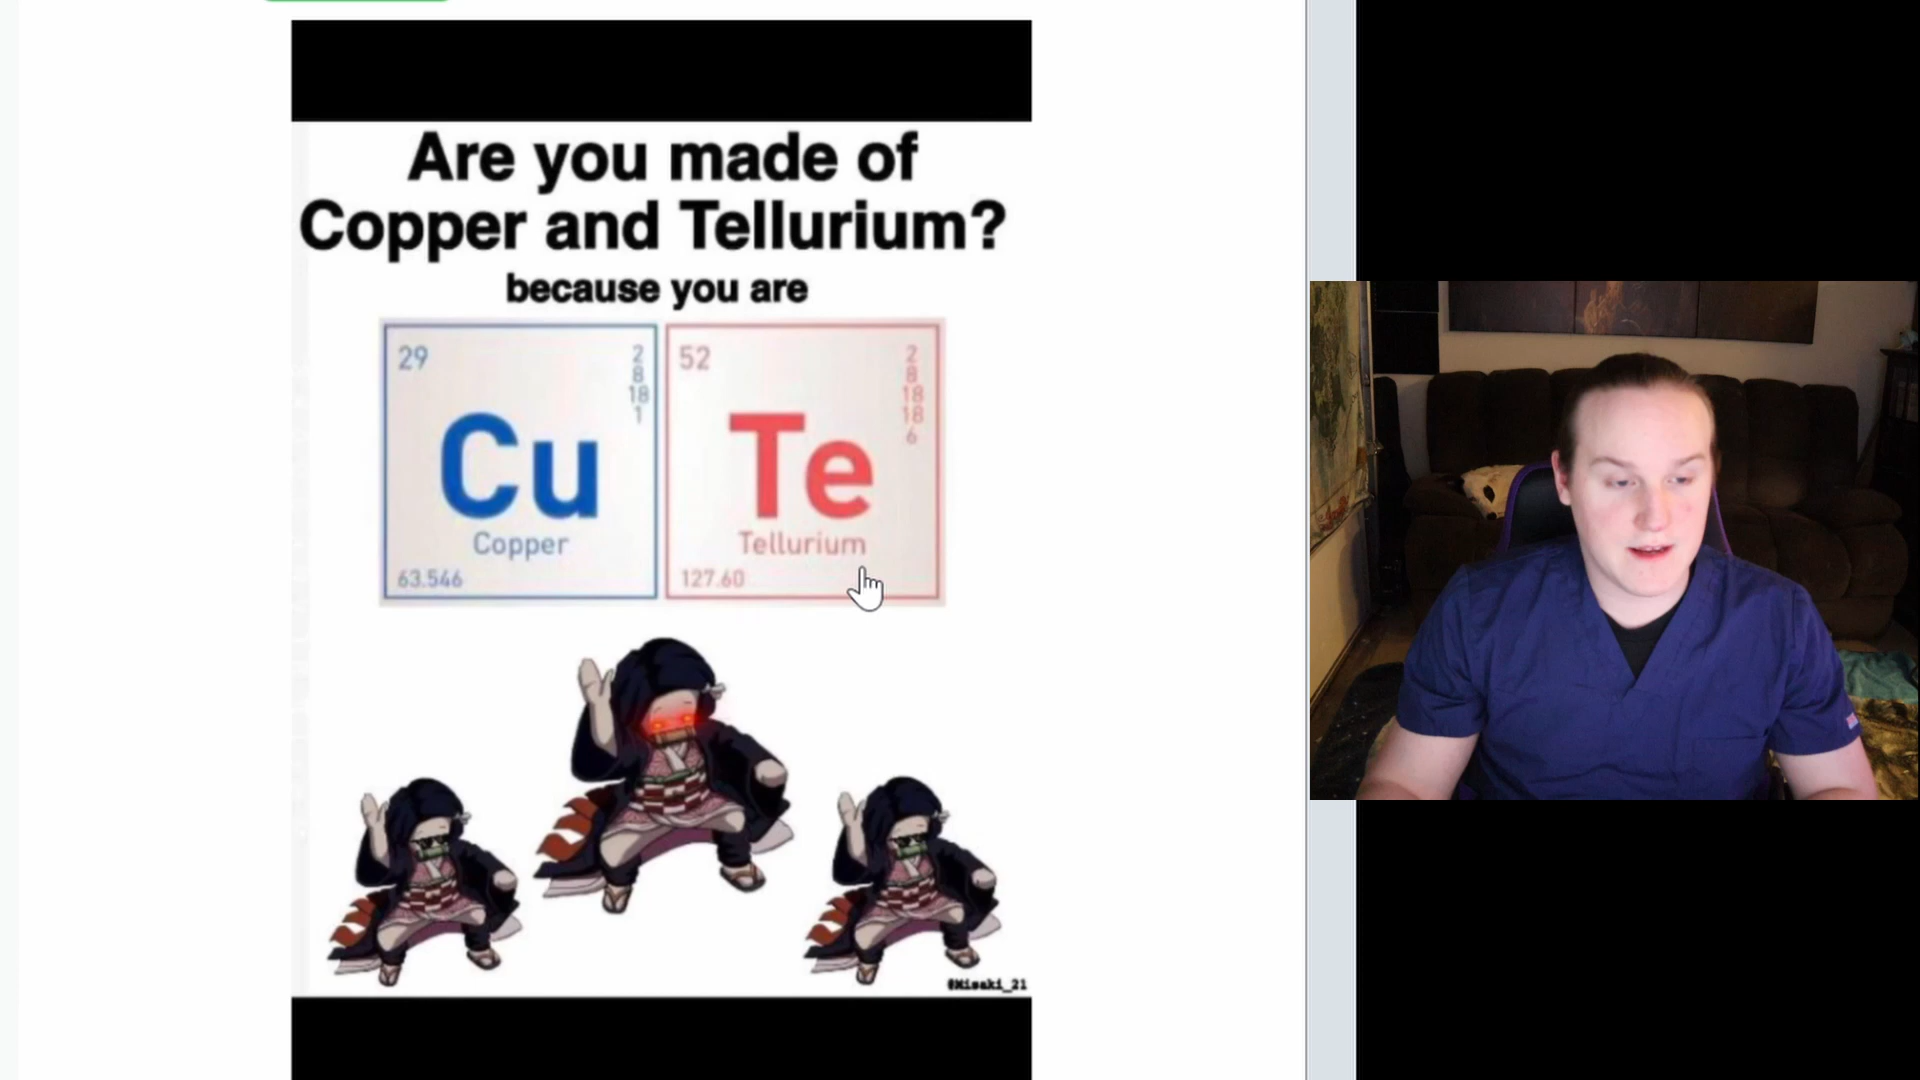 Are you made of
Copper and Tellurium?
because you are
29
2
8
18
1
Cu
Copper
63.546
52
2
8
18
18
6
Te
Tellurium
127.60
@Misaki_21